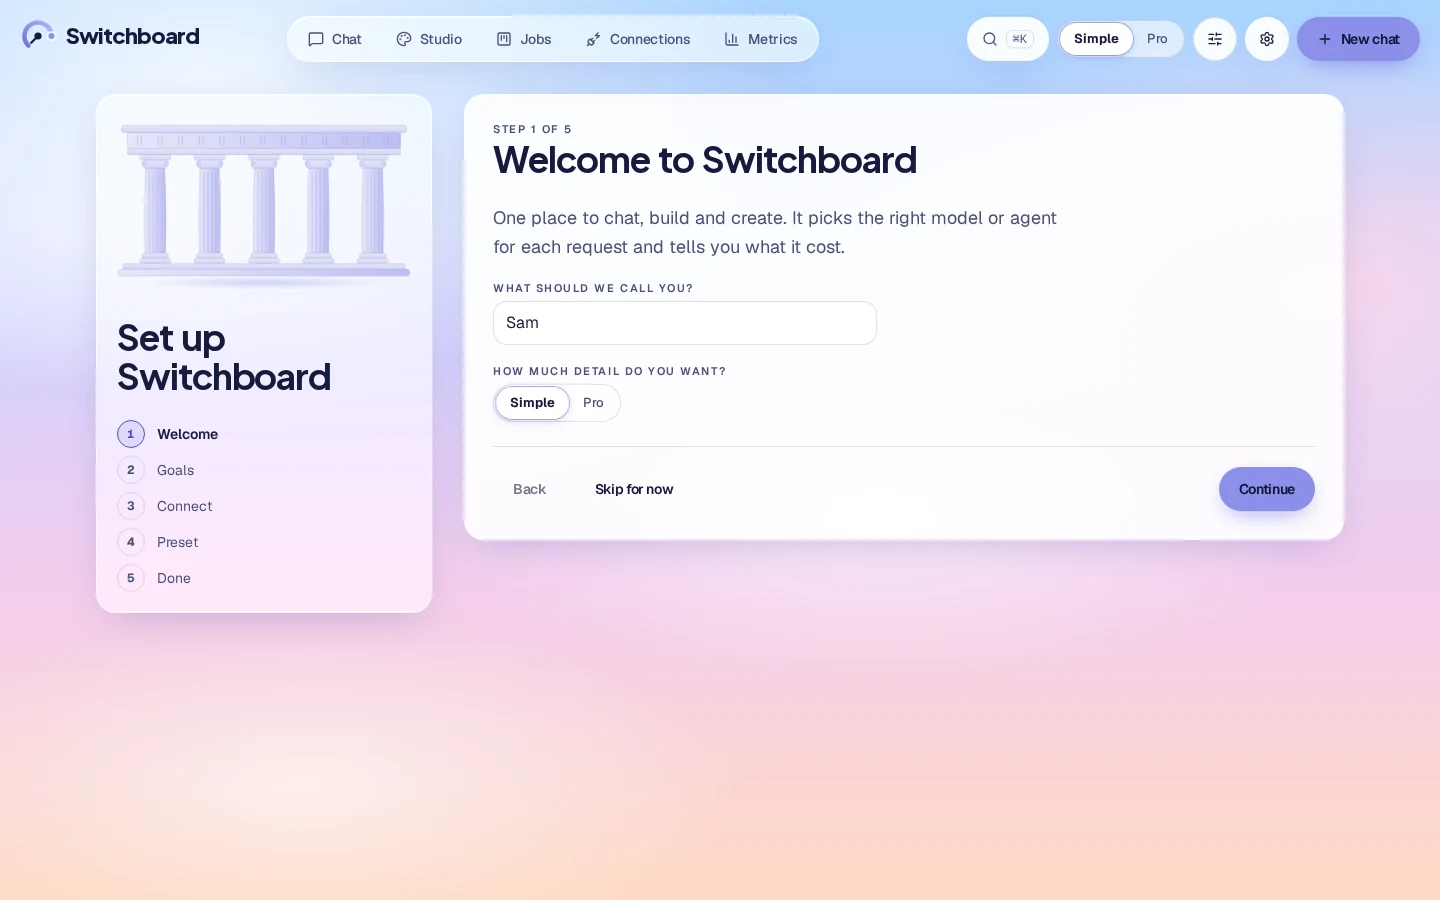 Switchboard
Chat
Studio
Jobs
Connections
Metrics
⌘K
Simple
Pro
New chat
Set up
Switchboard
1 Welcome
2 Goals
3 Connect
4 Preset
5 Done
STEP 1 OF 5
Welcome to Switchboard
One place to chat, build and create. It picks the right model or agent
for each request and tells you what it cost.
WHAT SHOULD WE CALL YOU?
Sam
HOW MUCH DETAIL DO YOU WANT?
Simple
Pro
Back
Skip for now
Continue